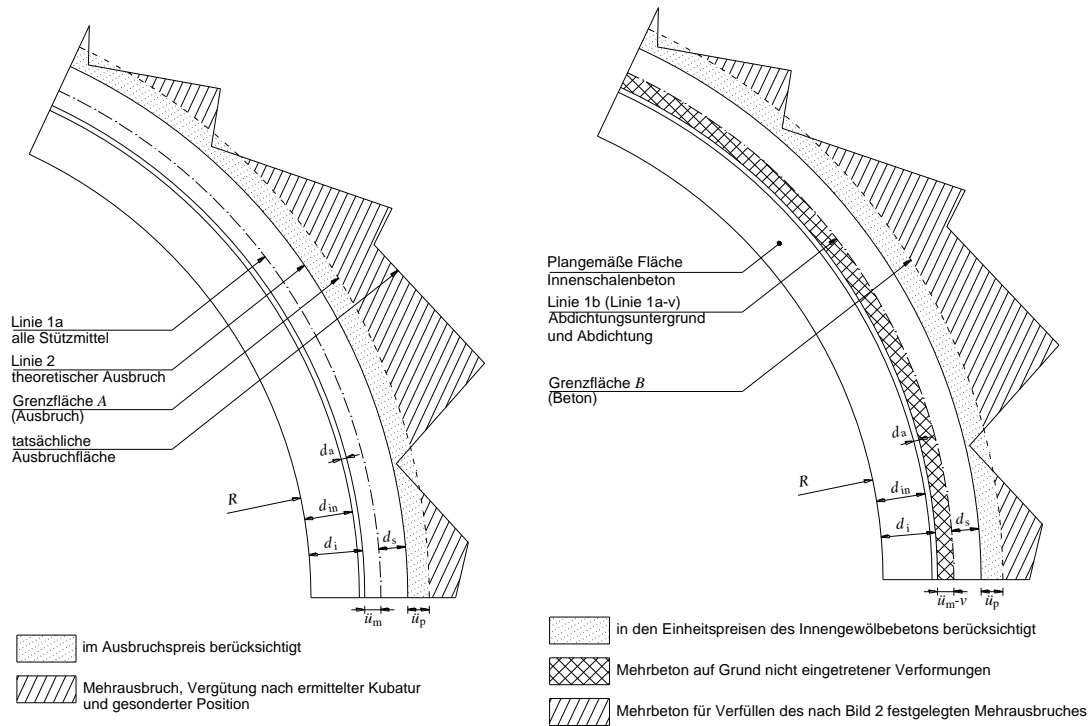 Linie 1a
alle Stützmittel
Linie 2
theoretischer Ausbruch
Grenzfläche A
(Ausbruch)
tatsächliche
Ausbruchfläche
R
dₐ
dᵢₙ
dᵢ
dₛ
üₘ
üₚ
im Ausbruchspreis berücksichtigt
Mehrausbruch, Vergütung nach ermittelter Kubatur
und gesonderter Position
Plangemäße Fläche
Innenschalenbeton
Linie 1b (Linie 1a-v)
Abdichtungsuntergrund
und Abdichtung
Grenzfläche B
(Beton)
R
dₐ
dᵢₙ
dᵢ
dₛ
üₘ-v
üₚ
in den Einheitspreisen des Innengewölbebetons berücksichtigt
Mehrbeton auf Grund nicht eingetretener Verformungen
Mehrbeton für Verfüllen des nach Bild 2 festgelegten Mehrausbruches